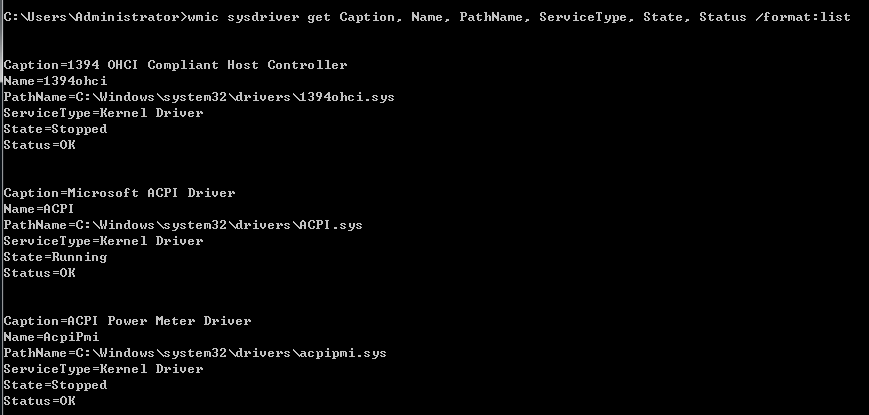 C:\Users\Administrator>wmic sysdriver get Caption, Name, PathName, ServiceType, State, Status /format:list
Caption=1394 OHCI Compliant Host Controller
Name=1394ohci
PathName=C:\Windows\system32\drivers\1394ohci.sys
ServiceType=Kernel Driver
State=Stopped
Status=OK
Caption=Microsoft ACPI Driver
Name=ACPI
PathName=C:\Windows\system32\drivers\ACPI.sys
ServiceType=Kernel Driver
State=Running
Status=OK
Caption=ACPI Power Meter Driver
Name=AcpiPmi
PathName=C:\Windows\system32\drivers\acpipmi.sys
ServiceType=Kernel Driver
State=Stopped
Status=OK